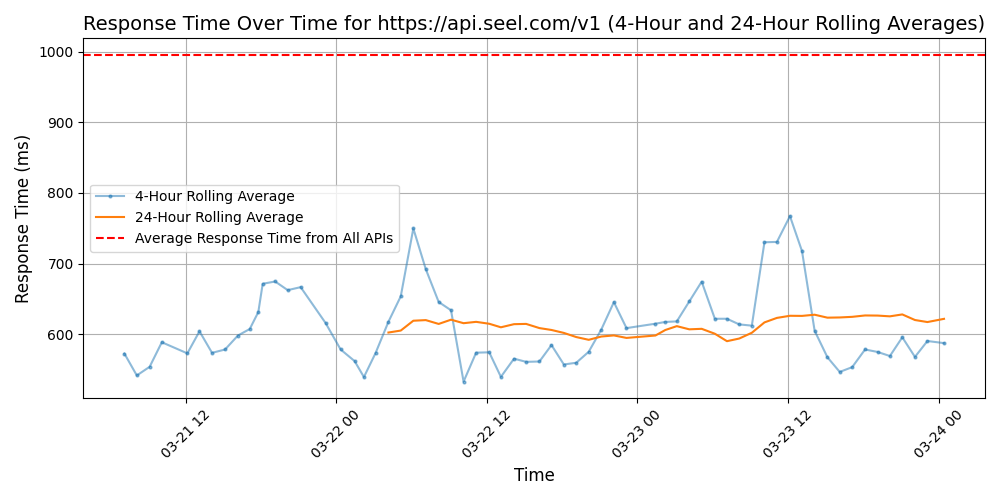 Response Time Over Time for https://api.seel.com/v1 (4-Hour and 24-Hour Rolling Averages)
Response Time (ms)
1000
900
800
700
600
4-Hour Rolling Average
24-Hour Rolling Average
Average Response Time from All APIs
03-21 12
03-22 00
03-22 12
03-23 00
03-23 12
03-24 00
Time